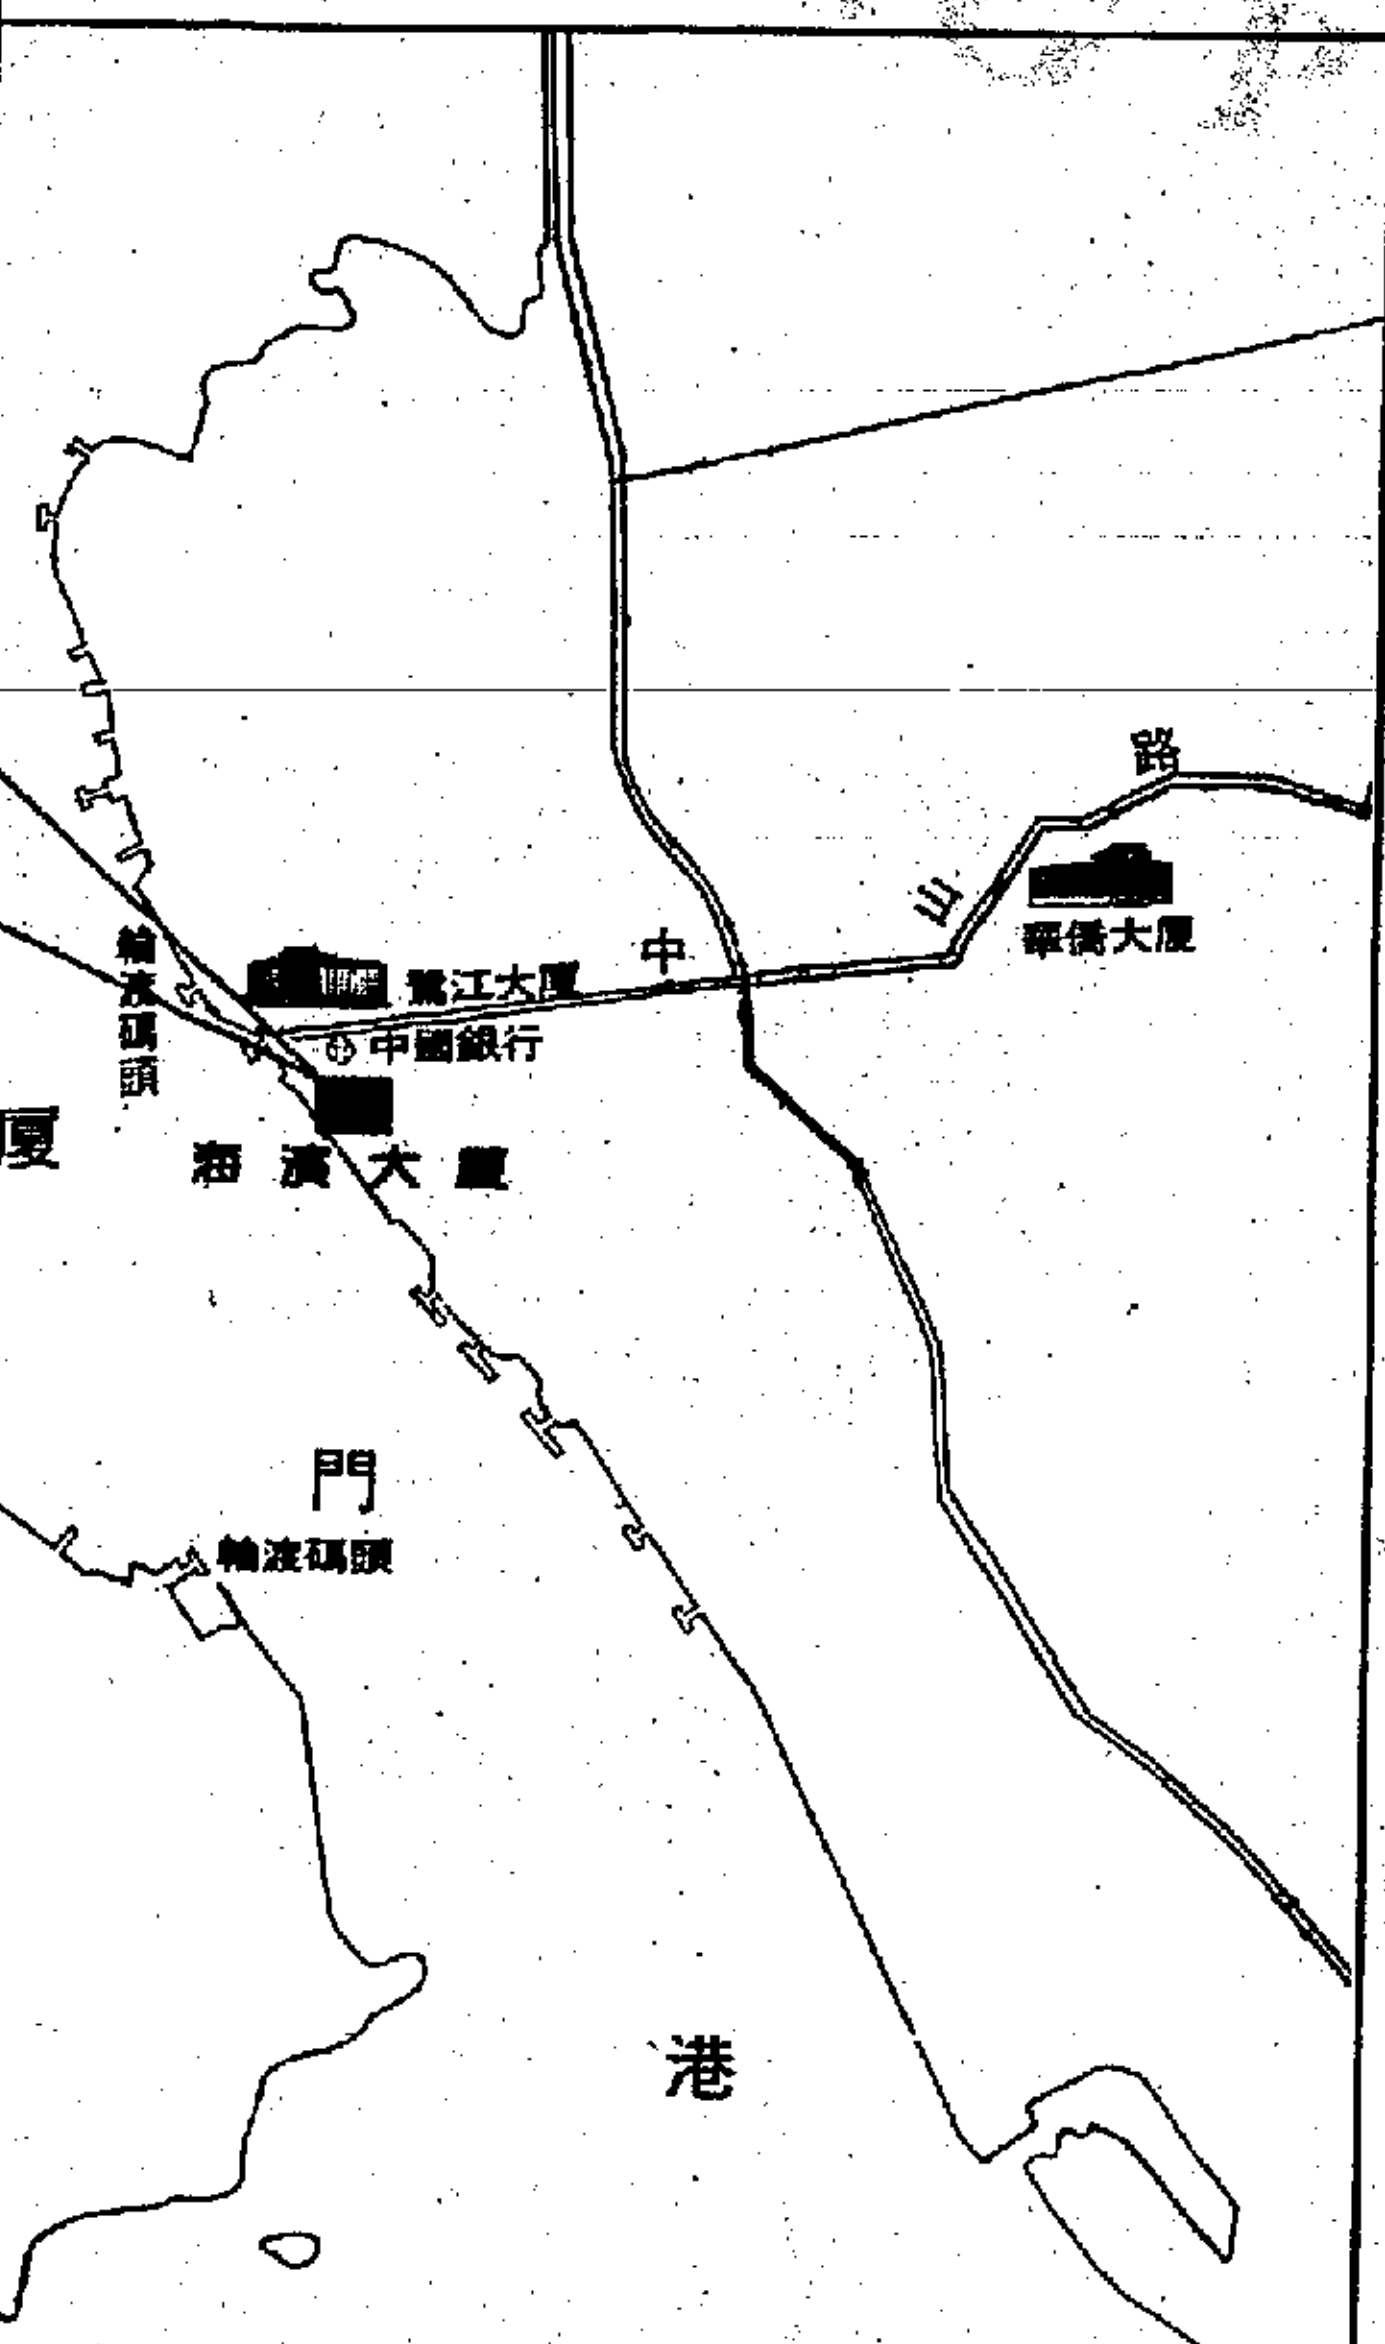 中山路
華僑大厦
鷺江大厦
中國銀行
輪渡碼頭
海濱大厦
厦門港
輪渡碼頭